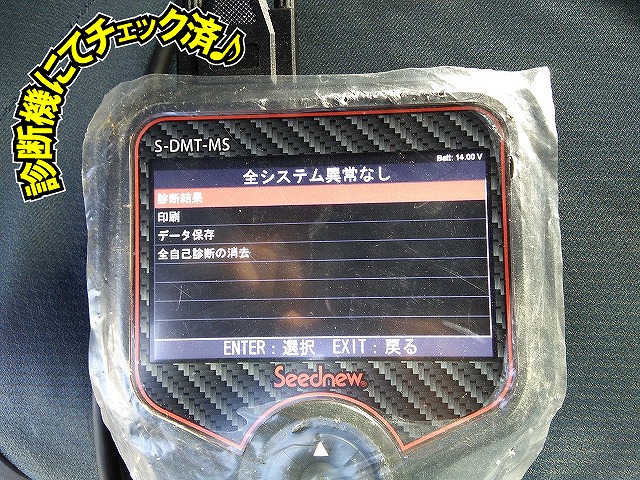 診断機にてチェック済♪
S-DMT-MS
Batt: 14.00 V
全システム異常なし
診断結果
印刷
データ保存
全自己診断の消去
ENTER：選択 EXIT：戻る
Seednew